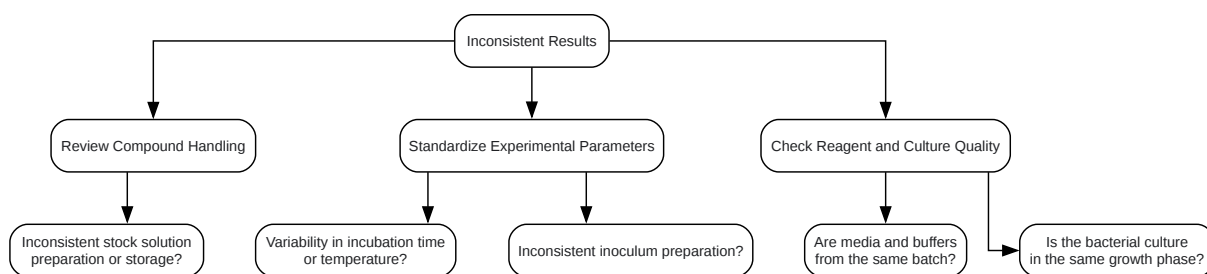 Inconsistent Results
Review Compound Handling
Standardize Experimental Parameters
Check Reagent and Culture Quality
Inconsistent stock solution
preparation or storage?
Variability in incubation time
or temperature?
Inconsistent inoculum preparation?
Are media and buffers
from the same batch?
Is the bacterial culture
in the same growth phase?